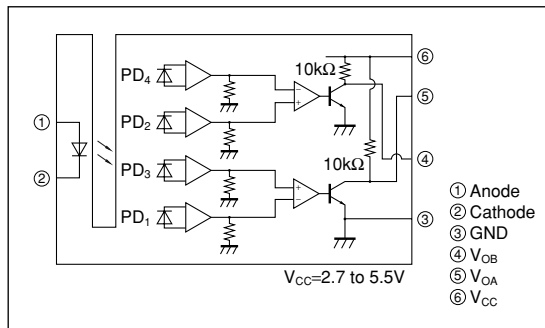 PD4
PD2
PD3
PD1
10kΩ
10kΩ
−
+
+
−
①
②
⑥
⑤
④
③
VCC=2.7 to 5.5V
① Anode
② Cathode
③ GND
④ VOB
⑤ VOA
⑥ VCC